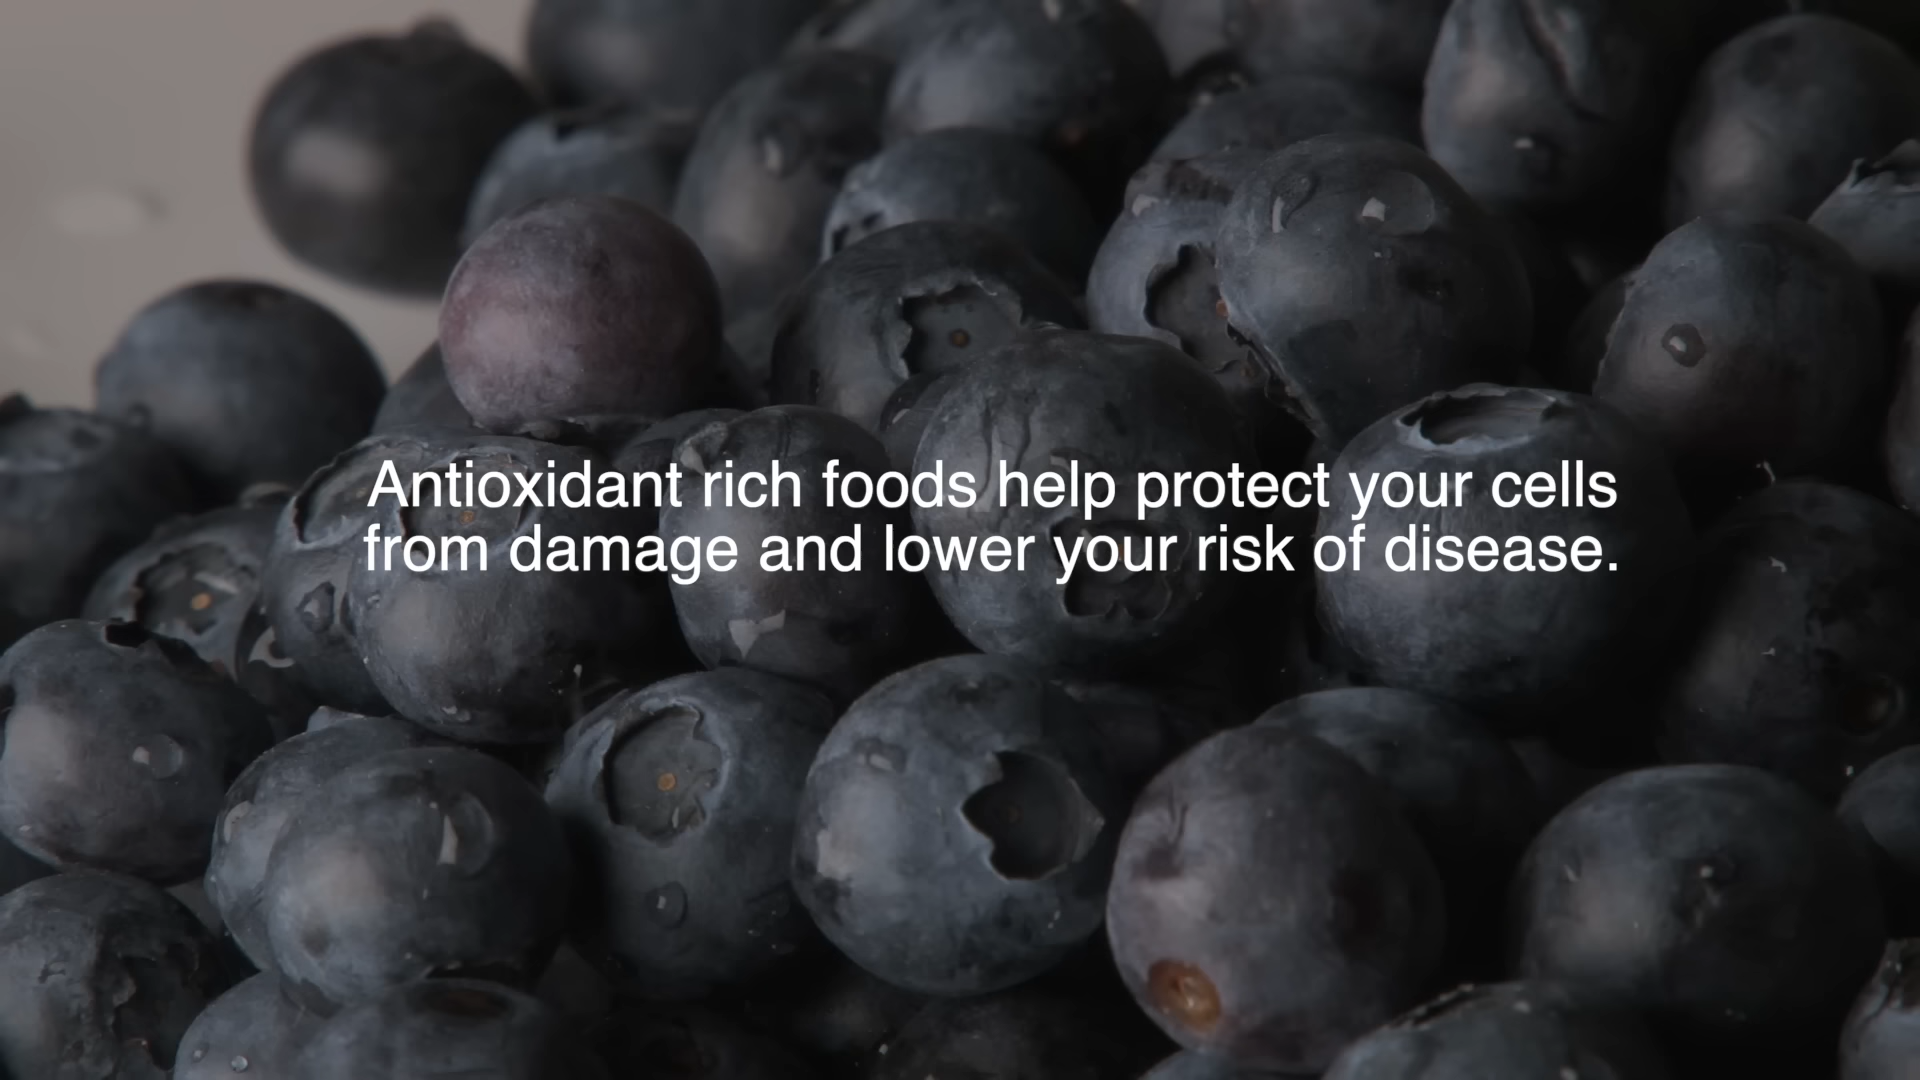 Antioxidant rich foods help protect your cells
from damage and lower your risk of disease.